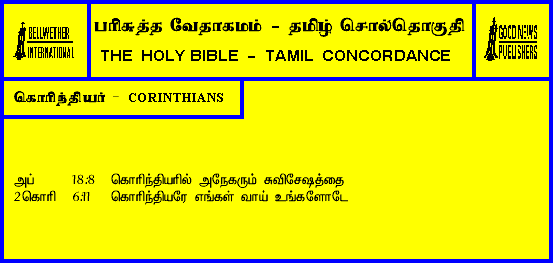 BELLWETHER
INTERNATIONAL
பரிசுத்த வேதாகமம் - தமிழ் சொல்தொகுதி
THE HOLY BIBLE - TAMIL CONCORDANCE
GOOD NEWS
PUBLISHERS
கொரிந்தியர் - CORINTHIANS
அப் 18:8 கொரிந்தியரில் அநேகரும் சுவிசேஷத்தை
2கொரி 6:11 கொரிந்தியரே எங்கள் வாய் உங்களோடே